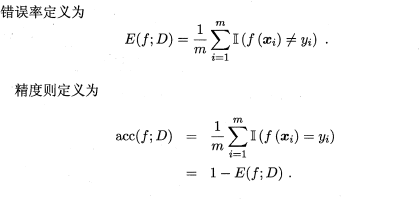 错误率定义为
E(f;D) = \frac{1}{m} \sum_{i=1}^{m} \mathbb{I}(f(\boldsymbol{x}_i) \neq y_i) .
精度则定义为
acc(f;D) = \frac{1}{m} \sum_{i=1}^{m} \mathbb{I}(f(\boldsymbol{x}_i) = y_i)
= 1 - E(f;D) .